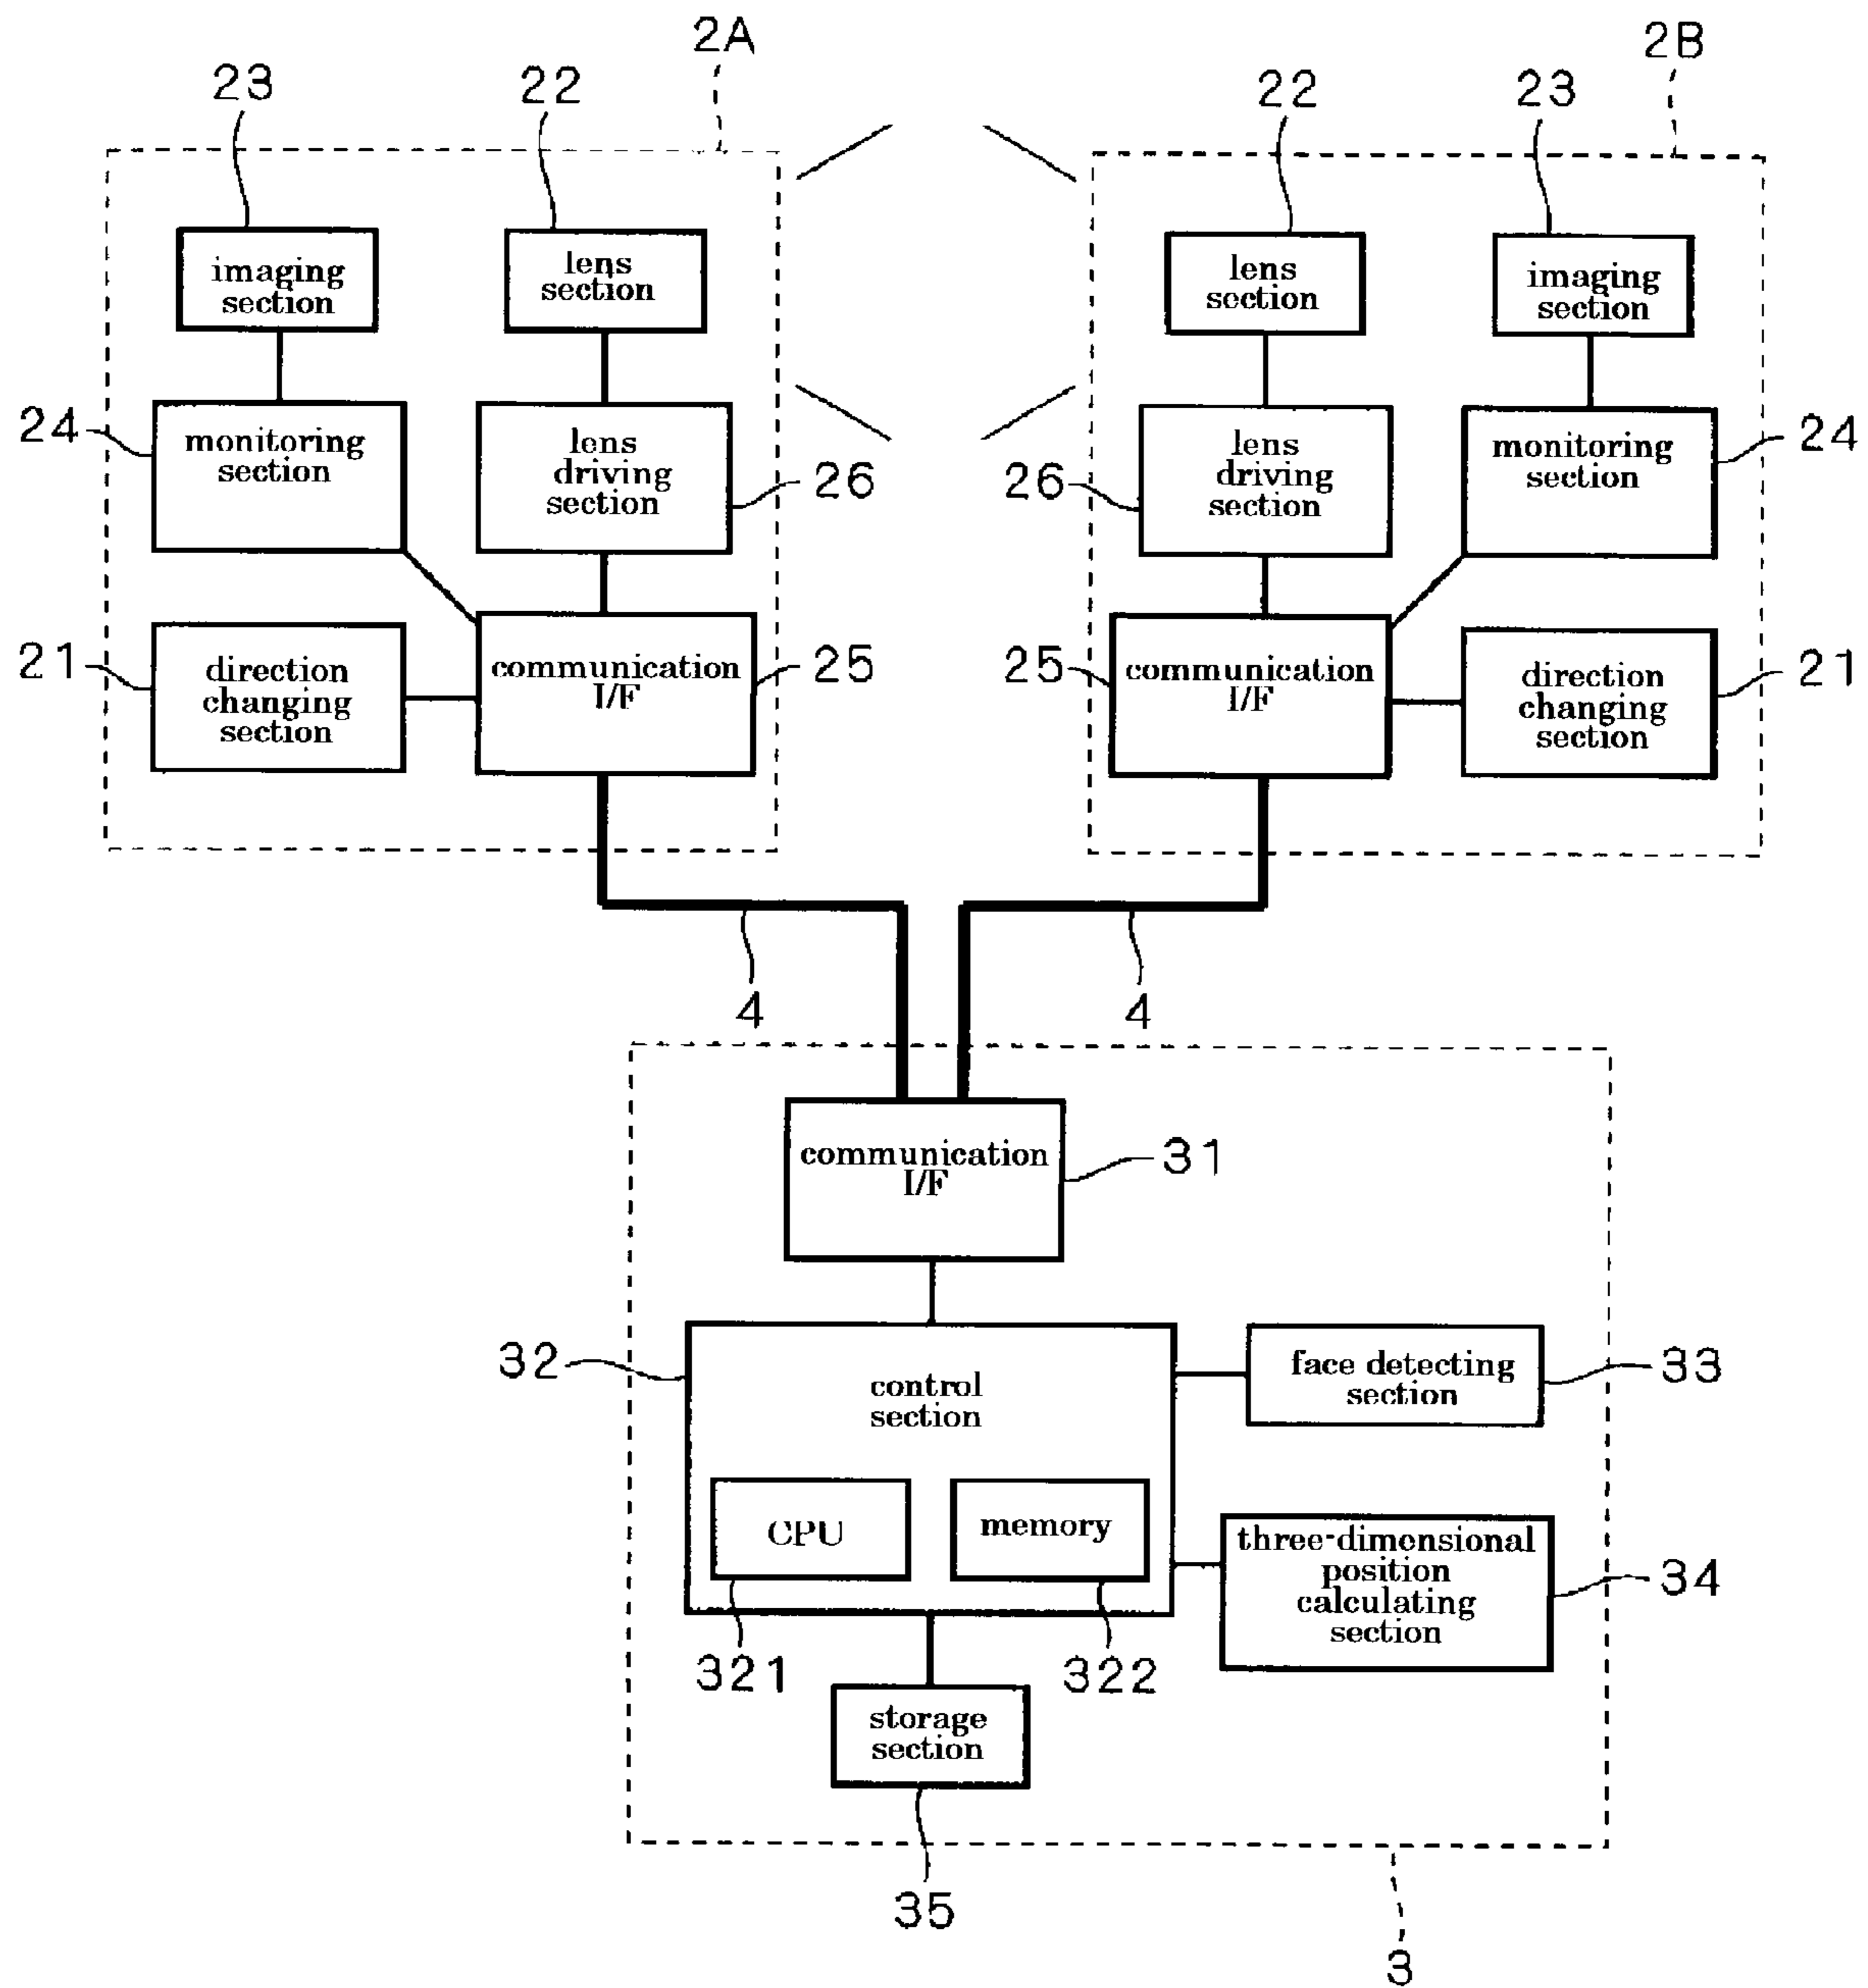 2A
2B
23
22
22
23
imaging
section
lens
section
lens
section
imaging
section
24
monitoring
section
lens
driving
section
26
26
lens
driving
section
monitoring
section
24
21
direction
changing
section
communication
I/F
25
25
communication
I/F
direction
changing
section
21
4
4
communication
I/F
31
32
control
section
face detecting
section
33
CPU
memory
three-dimensional
position
calculating
section
34
321
322
storage
section
35
3